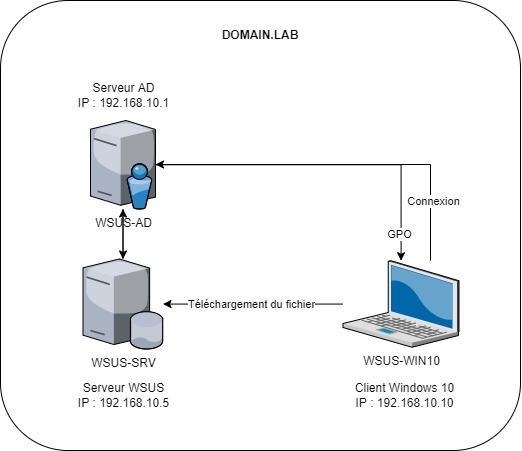 DOMAIN.LAB
Serveur AD
IP : 192.168.10.1
WSUS-AD
Connexion
GPO
Téléchargement du fichier
WSUS-SRV
WSUS-WIN10
Serveur WSUS
IP : 192.168.10.5
Client Windows 10
IP : 192.168.10.10